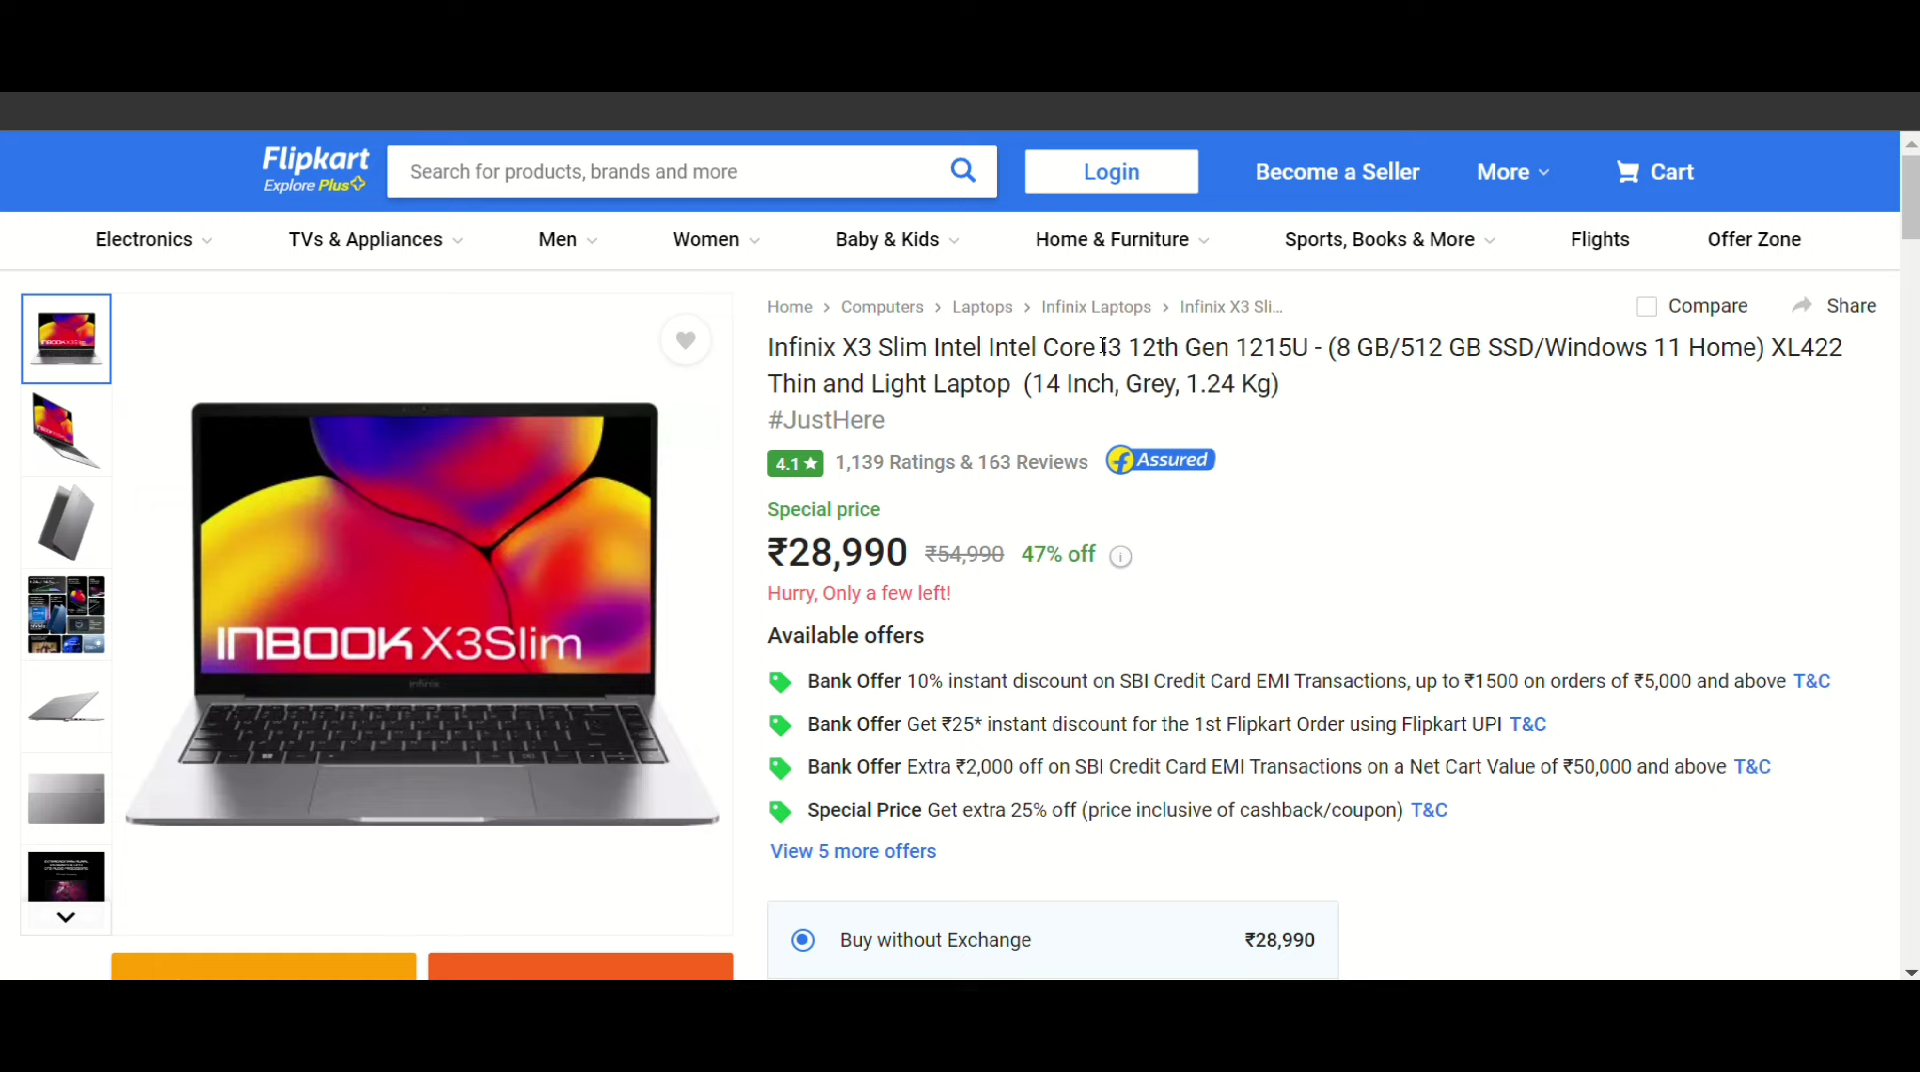 Flipkart
Explore Plus
Search for products, brands and more
Login
Become a Seller
More
Cart
Electronics
TVs & Appliances
Men
Women
Baby & Kids
Home & Furniture
Sports, Books & More
Flights
Offer Zone
Home > Computers > Laptops > Infinix Laptops > Infinix X3 Sli...
Compare
Share
Infinix X3 Slim Intel Intel Core i3 12th Gen 1215U - (8 GB/512 GB SSD/Windows 11 Home) XL422
Thin and Light Laptop (14 Inch, Grey, 1.24 Kg)
#JustHere
4.1★ 1,139 Ratings & 163 Reviews
f Assured
Special price
₹28,990 ₹54,990 47% off
Hurry, Only a few left!
Available offers
Bank Offer 10% instant discount on SBI Credit Card EMI Transactions, up to ₹1500 on orders of ₹5,000 and above T&C
Bank Offer Get ₹25* instant discount for the 1st Flipkart Order using Flipkart UPI T&C
Bank Offer Extra ₹2,000 off on SBI Credit Card EMI Transactions on a Net Cart Value of ₹50,000 and above T&C
Special Price Get extra 25% off (price inclusive of cashback/coupon) T&C
View 5 more offers
Buy without Exchange
₹28,990
INBOOK X3Slim
Infinix